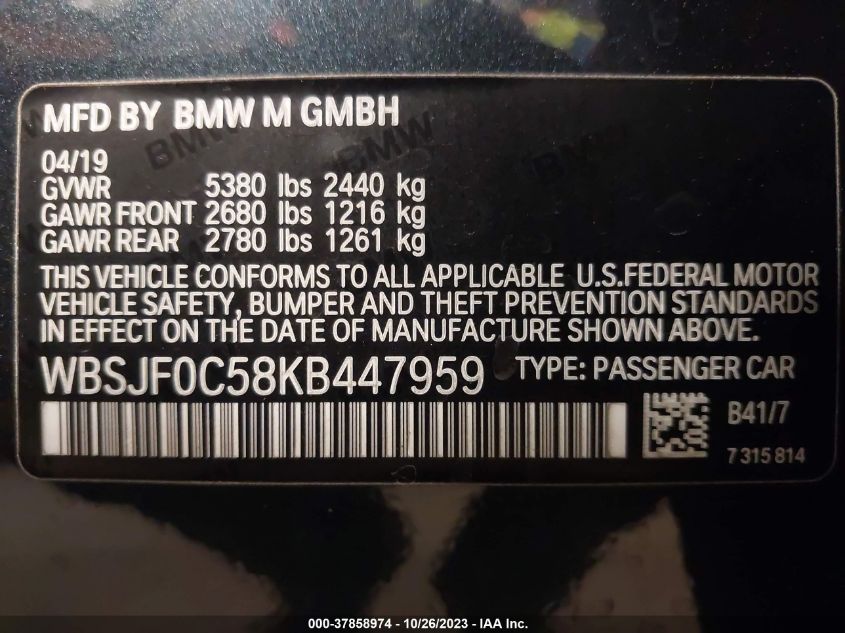 MFD BY BMW M GMBH
04/19
GVWR 5380 lbs 2440 kg
GAWR FRONT 2680 lbs 1216 kg
GAWR REAR 2780 lbs 1261 kg
THIS VEHICLE CONFORMS TO ALL APPLICABLE U.S.FEDERAL MOTOR
VEHICLE SAFETY, BUMPER AND THEFT PREVENTION STANDARDS
IN EFFECT ON THE DATE OF MANUFACTURE SHOWN ABOVE.
WBSJF0C58KB447959 TYPE: PASSENGER CAR
B41/7
7 315 814
000-37858974 - 10/26/2023 - IAA Inc.